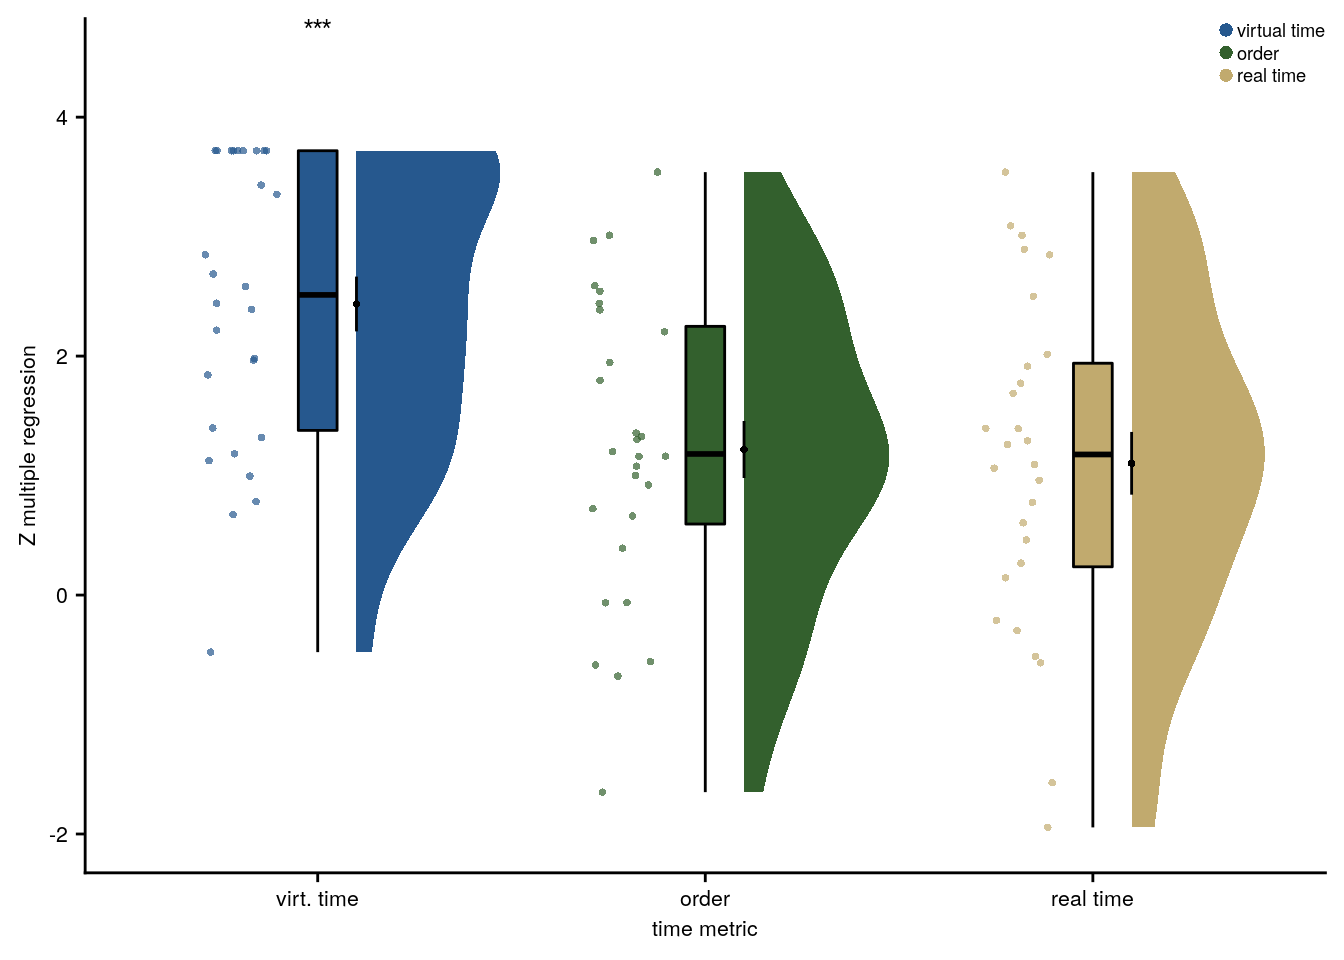 ***
virtual time
order
real time
4
2
0
-2
Z multiple regression
virt. time
order
real time
time metric